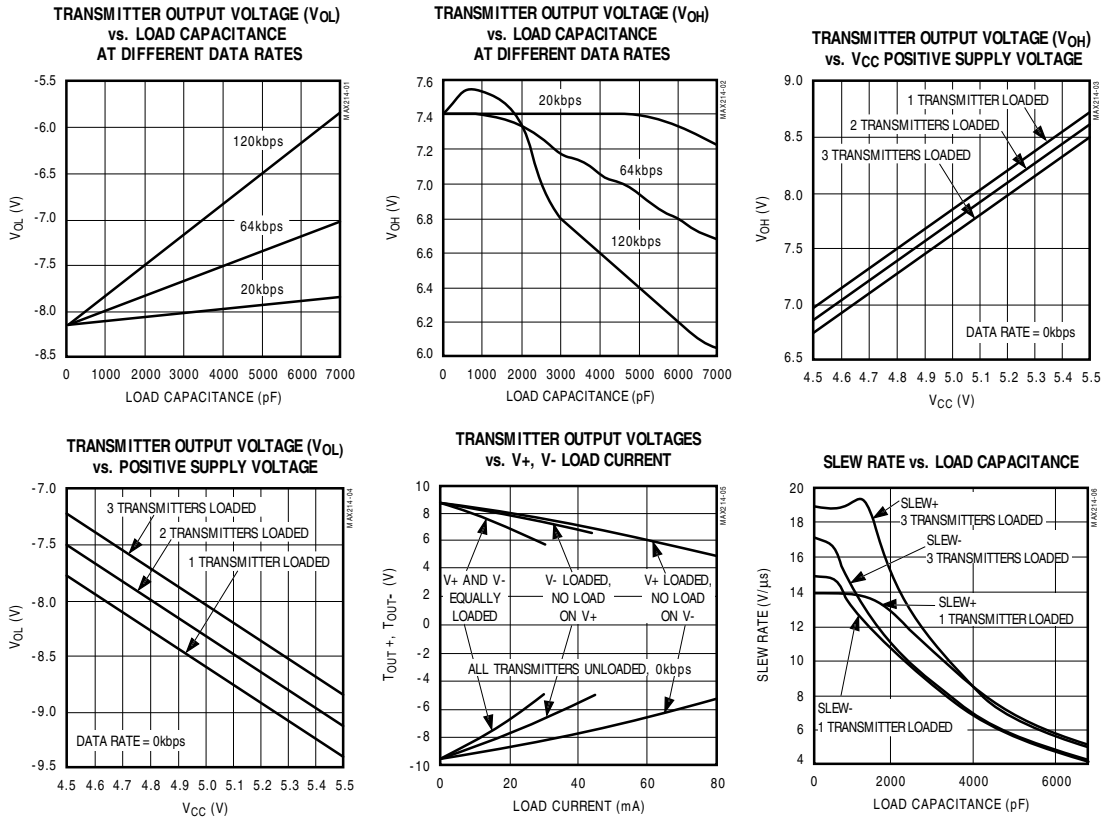 TRANSMITTER OUTPUT VOLTAGE (VOL)
vs. LOAD CAPACITANCE
AT DIFFERENT DATA RATES
MAX214-01
-5.5
-6.0
-6.5
-7.0
-7.5
-8.0
-8.5
VOL (V)
120kbps
64kbps
20kbps
0 1000 2000 3000 4000 5000 6000 7000
LOAD CAPACITANCE (pF)
TRANSMITTER OUTPUT VOLTAGE (VOH)
vs. LOAD CAPACITANCE
AT DIFFERENT DATA RATES
MAX214-02
7.6
7.4
7.2
7.0
6.8
6.6
6.4
6.2
6.0
VOH (V)
20kbps
64kbps
120kbps
0 1000 2000 3000 4000 5000 6000 7000
LOAD CAPACITANCE (pF)
TRANSMITTER OUTPUT VOLTAGE (VOH)
vs. VCC POSITIVE SUPPLY VOLTAGE
MAX214-03
9.0
8.5
8.0
7.5
7.0
6.5
VOH (V)
1 TRANSMITTER LOADED
2 TRANSMITTERS LOADED
3 TRANSMITTERS LOADED
DATA RATE = 0kbps
4.5 4.6 4.7 4.8 4.9 5.0 5.1 5.2 5.3 5.4 5.5
VCC (V)
TRANSMITTER OUTPUT VOLTAGE (VOL)
vs. POSITIVE SUPPLY VOLTAGE
MAX214-04
-7.0
-7.5
-8.0
-8.5
-9.0
-9.5
VOL (V)
3 TRANSMITTERS LOADED
2 TRANSMITTERS LOADED
1 TRANSMITTER LOADED
DATA RATE = 0kbps
4.5 4.6 4.7 4.8 4.9 5.0 5.1 5.2 5.3 5.4 5.5
VCC (V)
TRANSMITTER OUTPUT VOLTAGES
vs. V+, V- LOAD CURRENT
MAX214-05
10
8
6
4
2
0
-2
-4
-6
-8
-10
TOUT +, TOUT- (V)
V+ AND V-
EQUALLY
LOADED
V- LOADED,
NO LOAD
ON V+
V+ LOADED,
NO LOAD
ON V-
ALL TRANSMITTERS UNLOADED, 0kbps
0 20 40 60 80
LOAD CURRENT (mA)
SLEW RATE vs. LOAD CAPACITANCE
MAX214-06
20
18
16
14
12
10
8
6
4
SLEW RATE (V/µs)
SLEW+
3 TRANSMITTERS LOADED
SLEW-
3 TRANSMITTERS LOADED
SLEW+
1 TRANSMITTER LOADED
SLEW-
1 TRANSMITTER LOADED
0 2000 4000 6000
LOAD CAPACITANCE (pF)